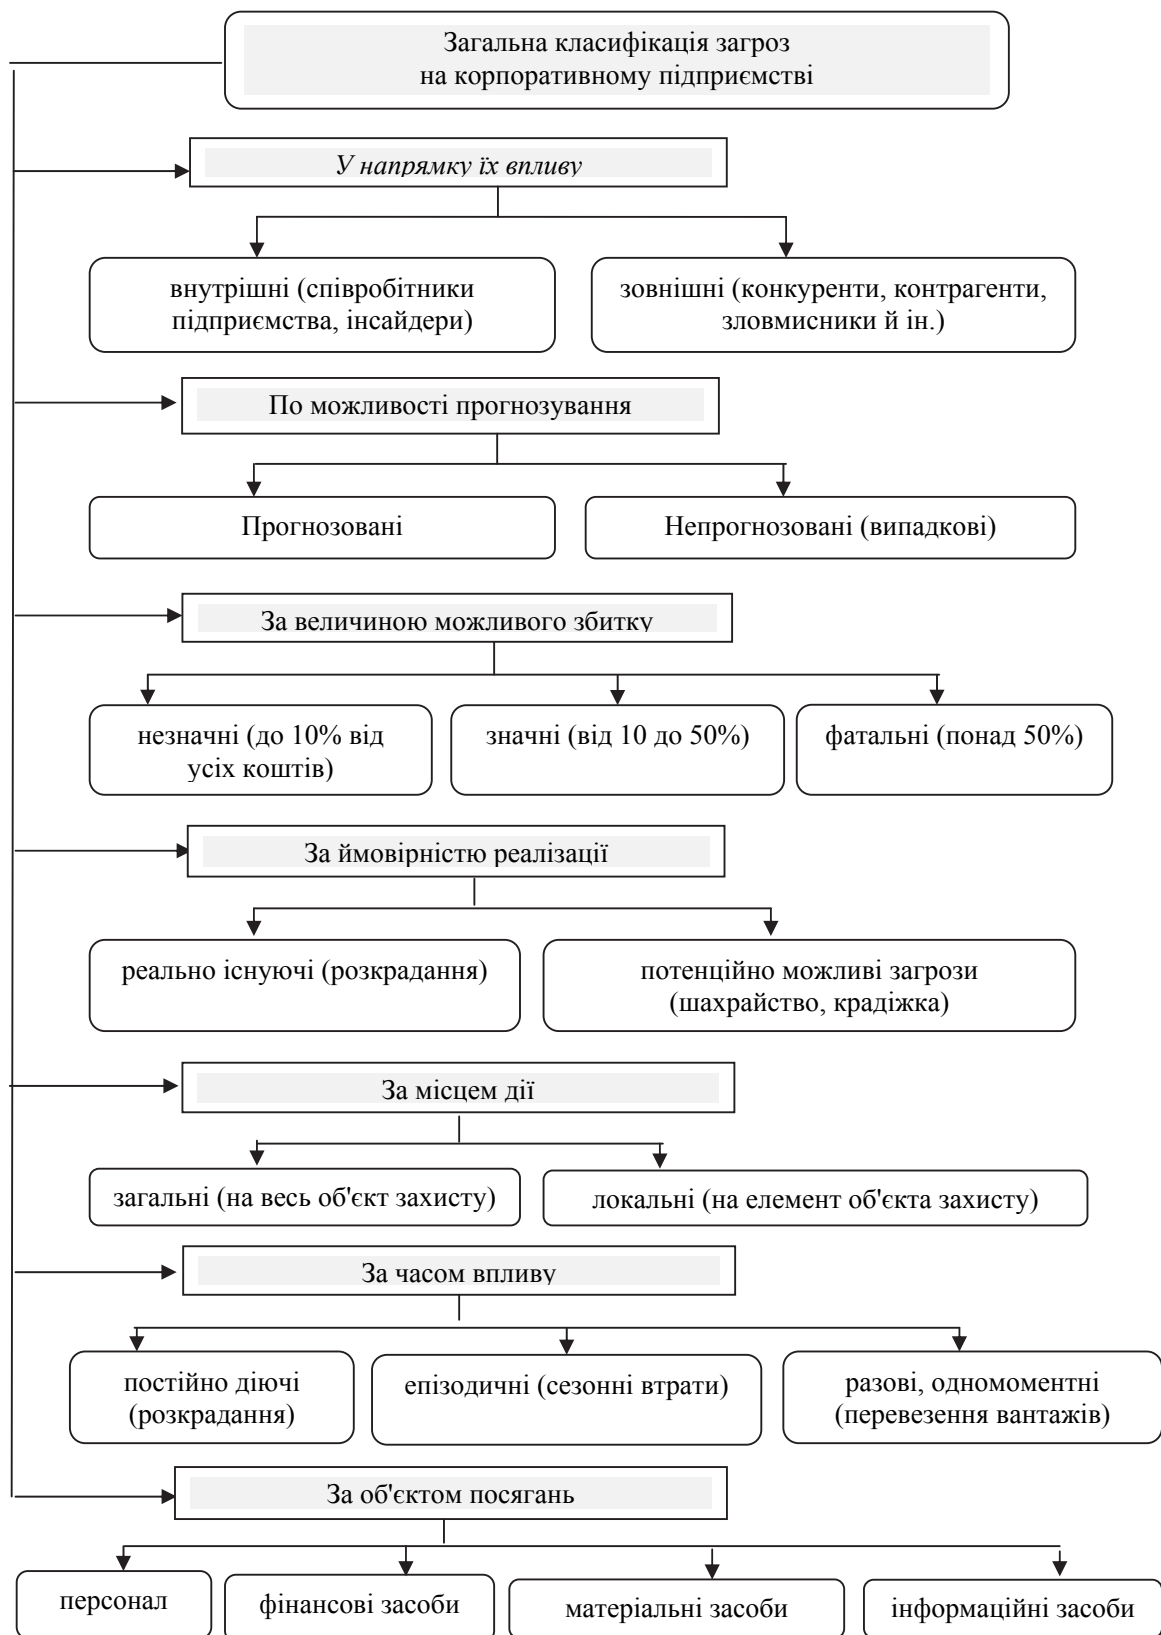 Загальна класифікація загроз
на корпоративному підприємстві
У напрямку їх впливу
внутрішні (співробітники
підприємства, інсайдери)
зовнішні (конкуренти, контрагенти,
зловмисники й ін.)
По можливості прогнозування
Прогнозовані
Непрогнозовані (випадкові)
За величиною можливого збитку
незначні (до 10% від
усіх коштів)
значні (від 10 до 50%)
фатальні (понад 50%)
За ймовірністю реалізації
реально існуючі (розкрадання)
потенційно можливі загрози
(шахрайство, крадіжка)
За місцем дії
загальні (на весь об'єкт захисту)
локальні (на елемент об'єкта захисту)
За часом впливу
постійно діючі
(розкрадання)
епізодичні (сезонні втрати)
разові, одномоментні
(перевезення вантажів)
За об'єктом посягань
персонал
фінансові засоби
матеріальні засоби
інформаційні засоби